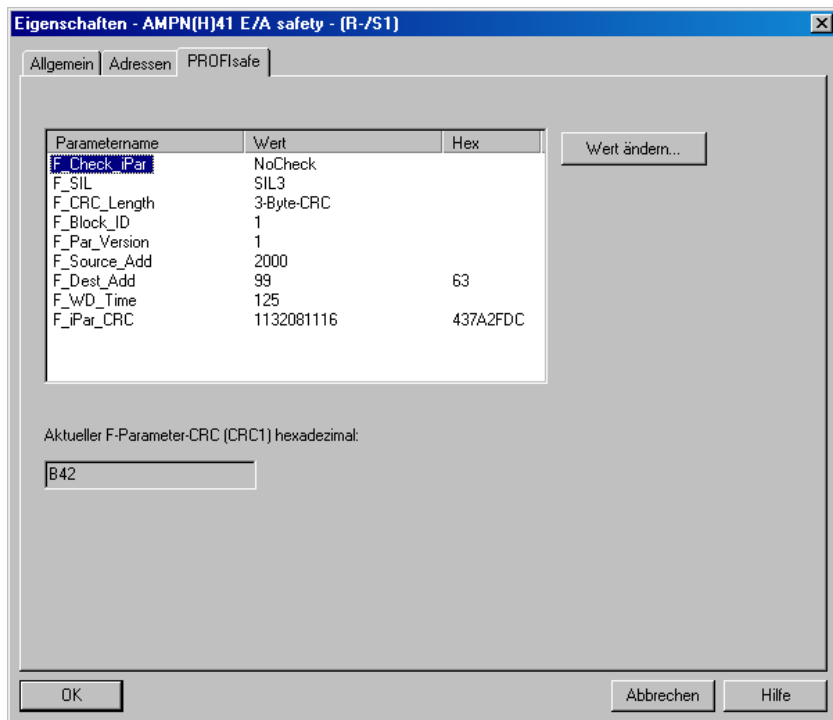 Eigenschaften - AMPN(H)41 E/A safety - (R-/S1)
Allgemein Adressen PROFIsafe
Parametername Wert Hex
Wert ändern...
F_Check_iPar NoCheck
F_SIL SIL3
F_CRC_Length 3-Byte-CRC
F_Block_ID 1
F_Par_Version 1
F_Source_Add 2000
F_Dest_Add 99 63
F_WD_Time 125
F_iPar_CRC 1132081116 437A2FDC
Aktueller F-Parameter-CRC (CRC1) hexadezimal:
B42
OK Abbrechen Hilfe